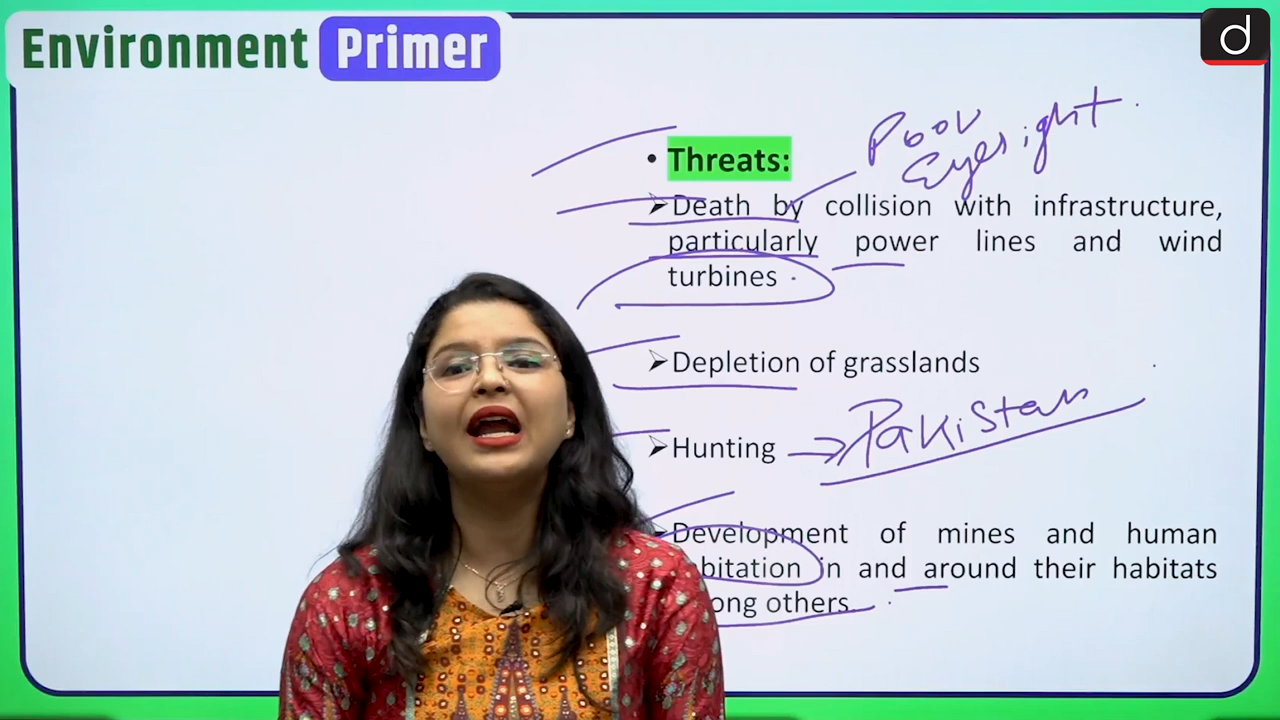 Environment Primer
d
Poor
Eyesight
• Threats:
Death by collision with infrastructure,
particularly power lines and wind
turbines
Depletion of grasslands
Hunting → Pakistan
Development of mines and human
bitation in and around their habitats
ong others.